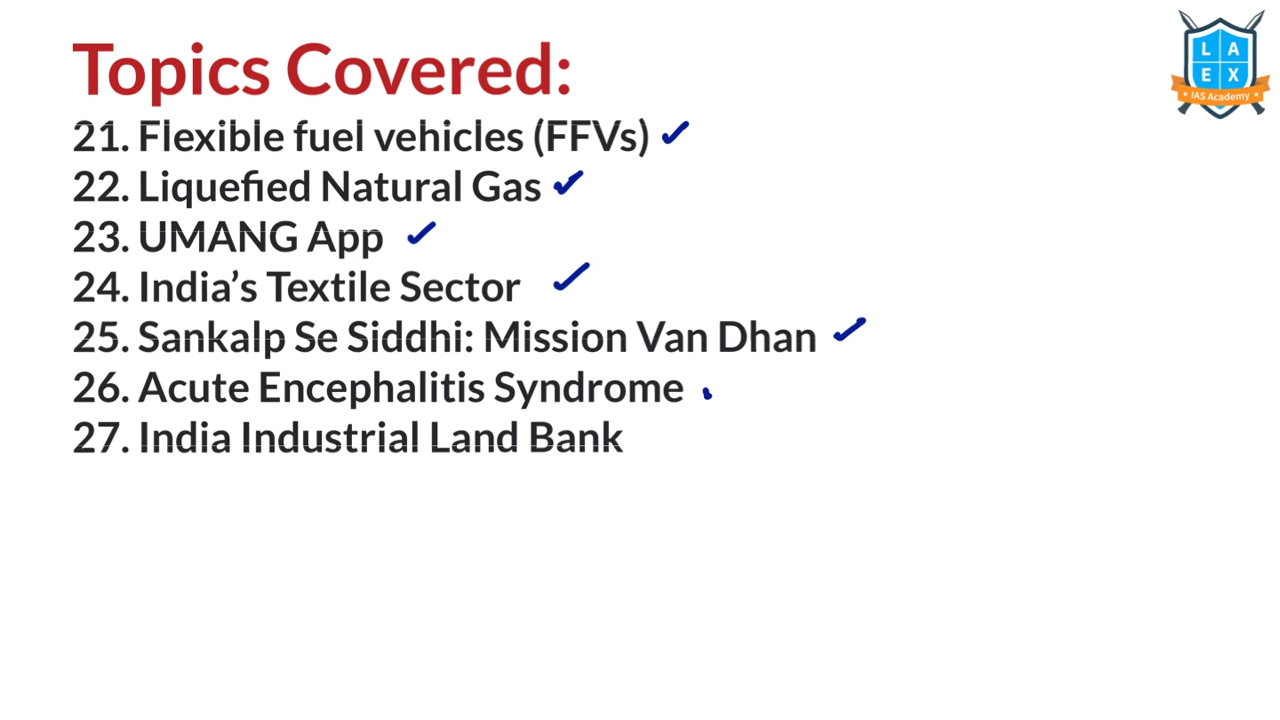 Topics Covered:
21. Flexible fuel vehicles (FFVs)
22. Liquefied Natural Gas
23. UMANG App
24. India’s Textile Sector
25. Sankalp Se Siddhi: Mission Van Dhan
26. Acute Encephalitis Syndrome
27. India Industrial Land Bank
L A
E X
IAS Academy